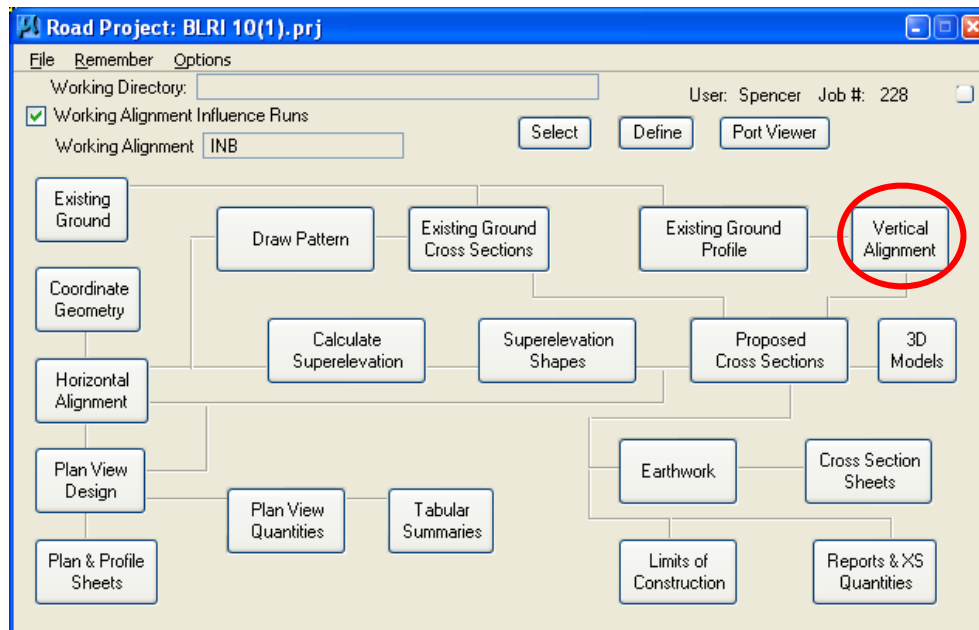 Road Project: BLRI 10(1).prj
File Remember Options
Working Directory:
User: Spencer Job #: 228
Working Alignment Influence Runs
Working Alignment INB
Select Define Port Viewer
Existing
Ground
Draw Pattern
Existing Ground
Cross Sections
Existing Ground
Profile
Vertical
Alignment
Coordinate
Geometry
Calculate
Superelevation
Superelevation
Shapes
Proposed
Cross Sections
3D
Models
Horizontal
Alignment
Plan View
Design
Earthwork
Cross Section
Sheets
Plan View
Quantities
Tabular
Summaries
Plan & Profile
Sheets
Limits of
Construction
Reports & XS
Quantities